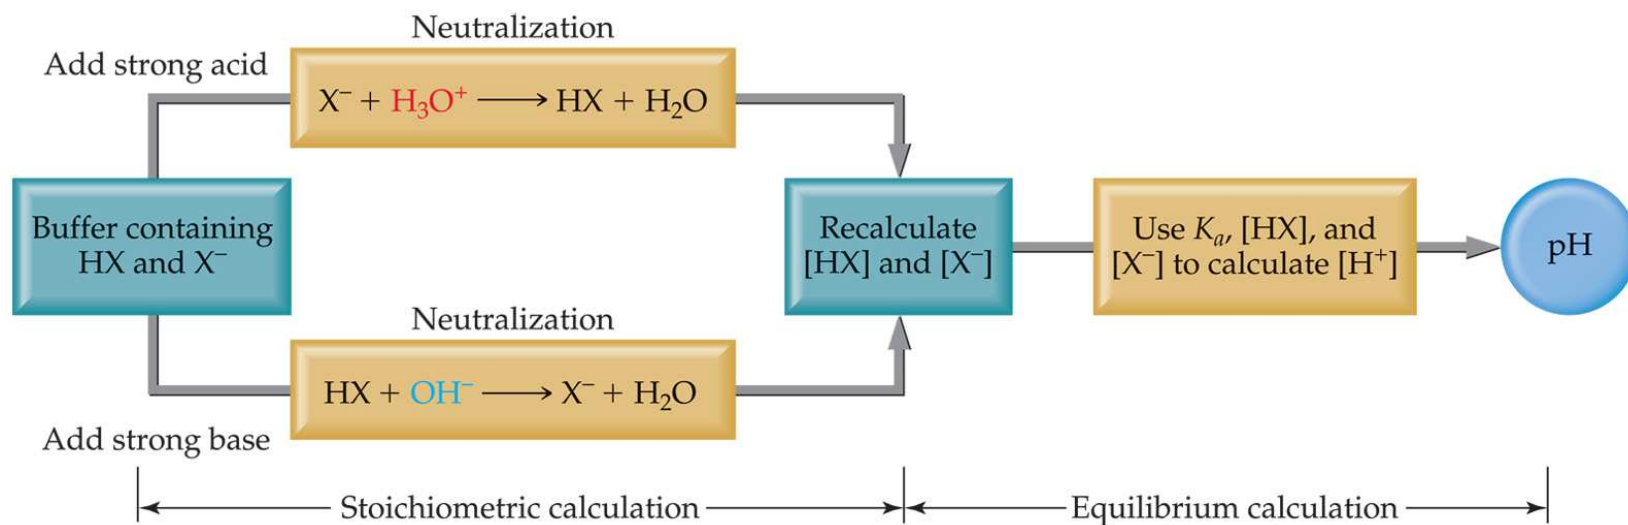 Neutralization
Add strong acid
X⁻ + H₃O⁺ ⟶ HX + H₂O
Buffer containing
HX and X⁻
Recalculate
[HX] and [X⁻]
Use Kₐ, [HX], and
[X⁻] to calculate [H⁺]
pH
Neutralization
HX + OH⁻ ⟶ X⁻ + H₂O
Add strong base
Stoichiometric calculation
Equilibrium calculation